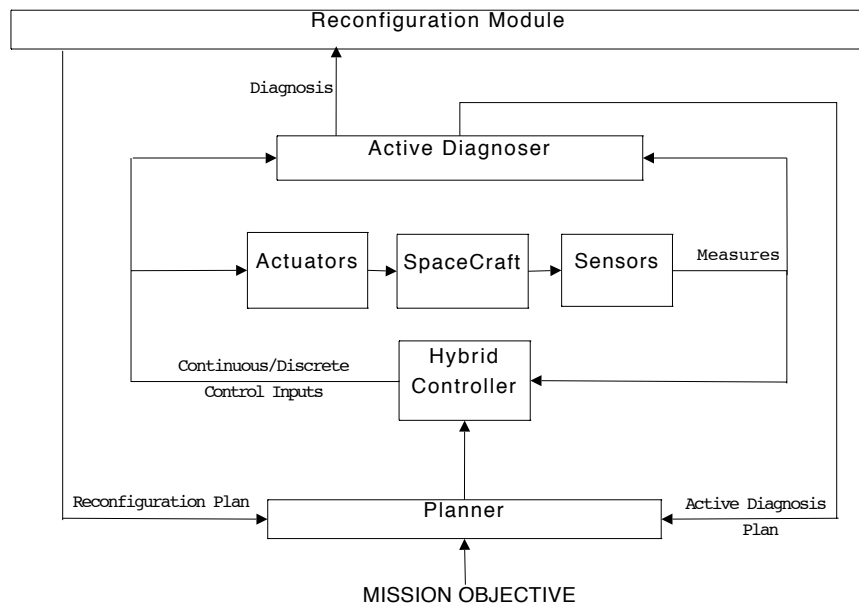 Reconfiguration Module
Diagnosis
Active Diagnoser
Actuators
SpaceCraft
Sensors
Measures
Continuous/Discrete
Control Inputs
Hybrid
Controller
Reconfiguration Plan
Planner
Active Diagnosis
Plan
MISSION OBJECTIVE